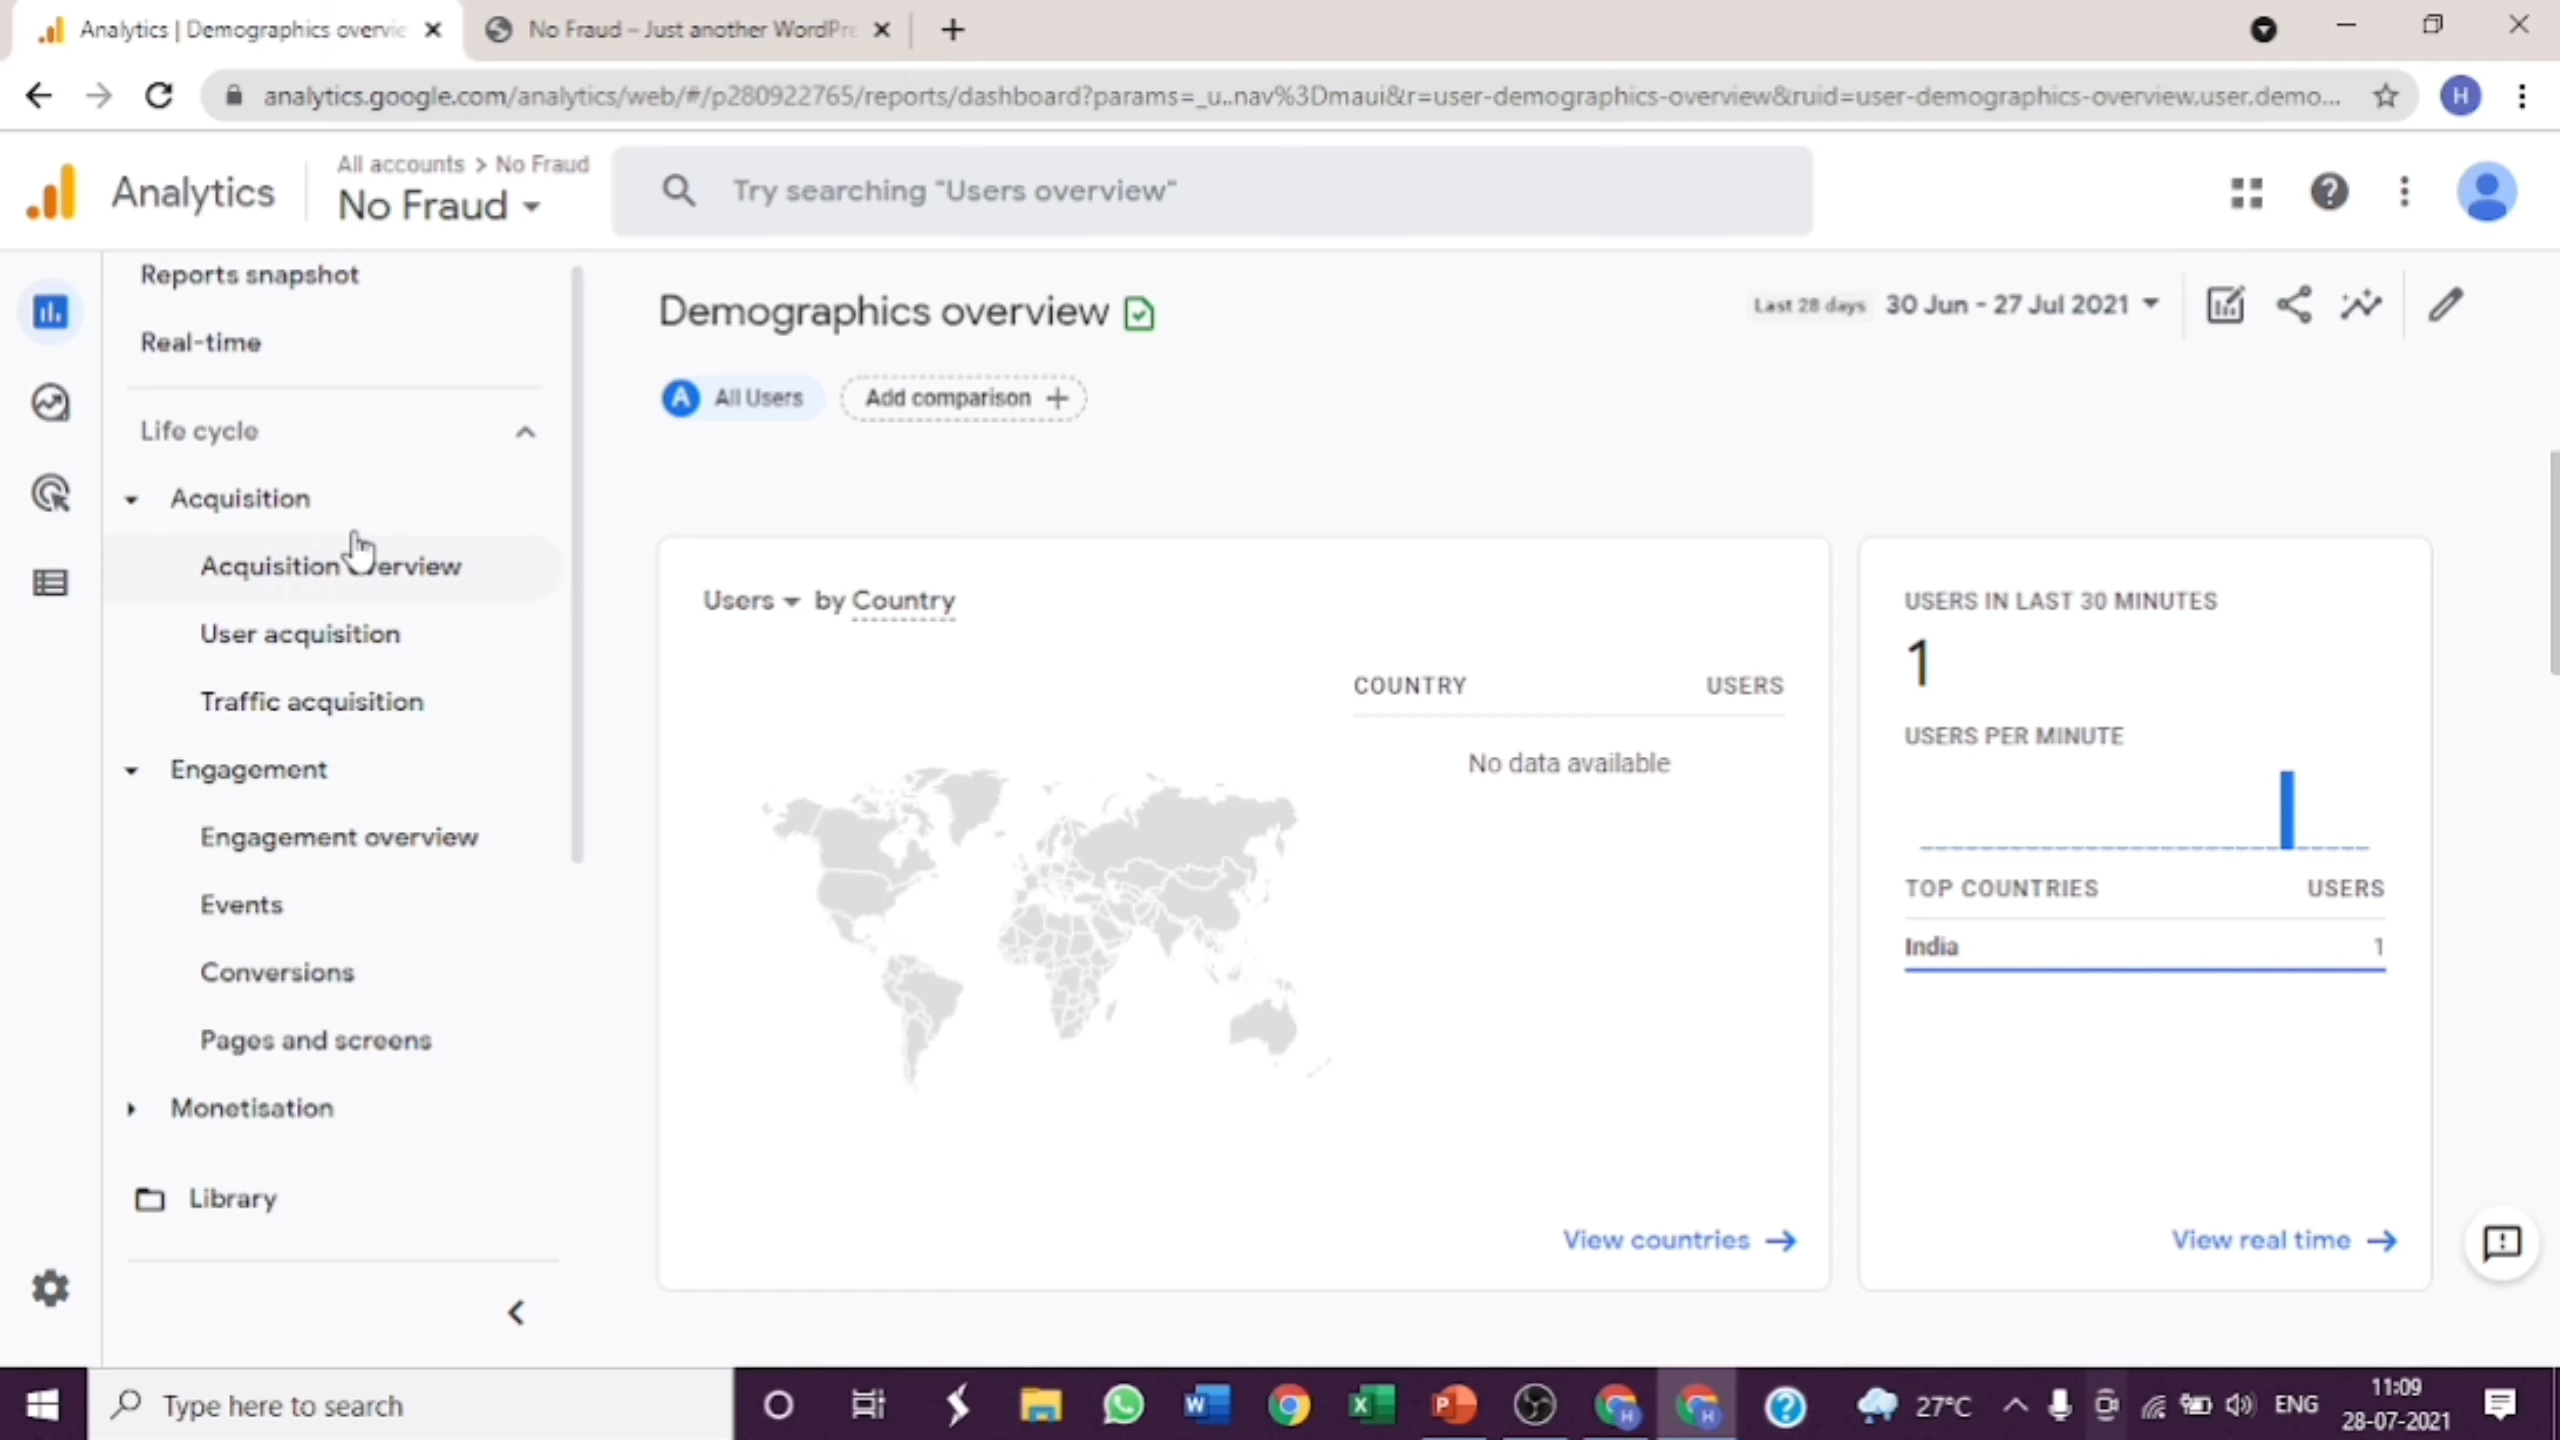 Analytics | Demographics overvie
No Fraud – Just another WordPre
analytics.google.com/analytics/web/#/p280922765/reports/dashboard?params=_u..nav%3Dmaui&r=user-demographics-overview&ruid=user-demographics-overview,user,demo...
H
Analytics
All accounts > No Fraud
No Fraud
Try searching "Users overview"
Reports snapshot
Real-time
Life cycle
Acquisition
Acquisition overview
User acquisition
Traffic acquisition
Engagement
Engagement overview
Events
Conversions
Pages and screens
Monetisation
Library
Demographics overview
Last 28 days 30 Jun - 27 Jul 2021
A All Users
Add comparison +
Users by Country
COUNTRY USERS
No data available
View countries
USERS IN LAST 30 MINUTES
1
USERS PER MINUTE
TOP COUNTRIES USERS
India 1
View real time
Type here to search
27°C
ENG
11:09
28-07-2021